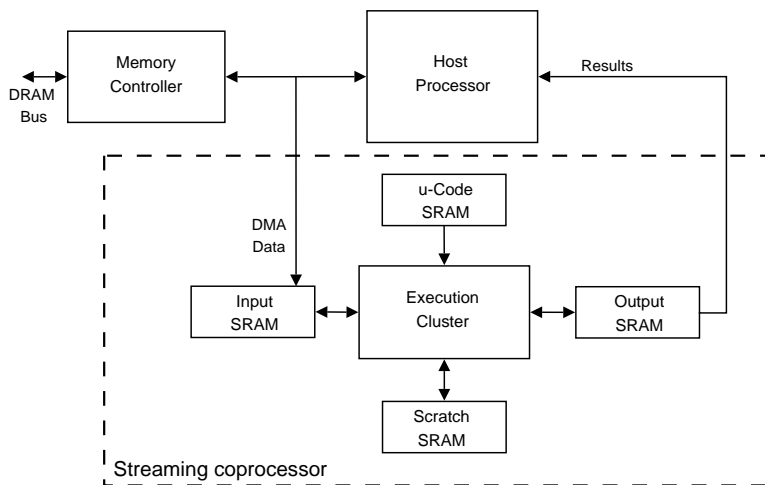 Memory
Controller
Host
Processor
Results
DRAM
Bus
u-Code
SRAM
DMA
Data
Input
SRAM
Execution
Cluster
Output
SRAM
Scratch
SRAM
Streaming coprocessor